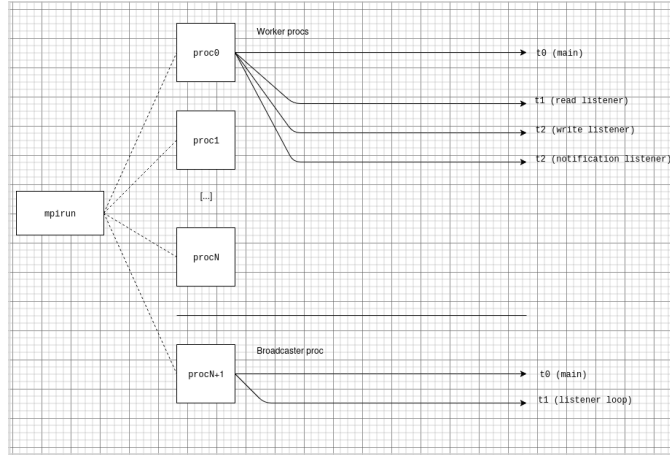 Worker procs
proc0
t0 (main)
t1 (read listener)
proc1
t2 (write listener)
t2 (notification listener)
[...]
mpirun
procN
Broadcaster proc
procN+1
t0 (main)
t1 (listener loop)